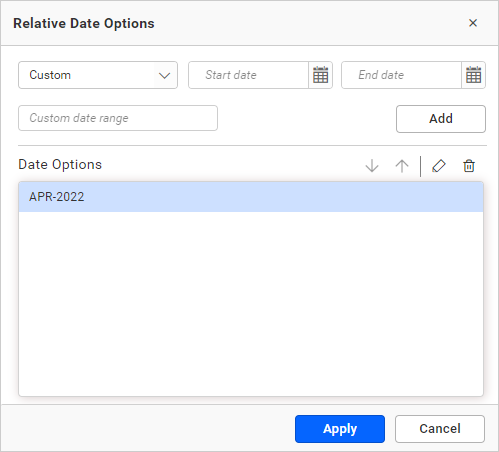 Relative Date Options
Custom Start date End date
Custom date range Add
Date Options
APR-2022
Apply Cancel